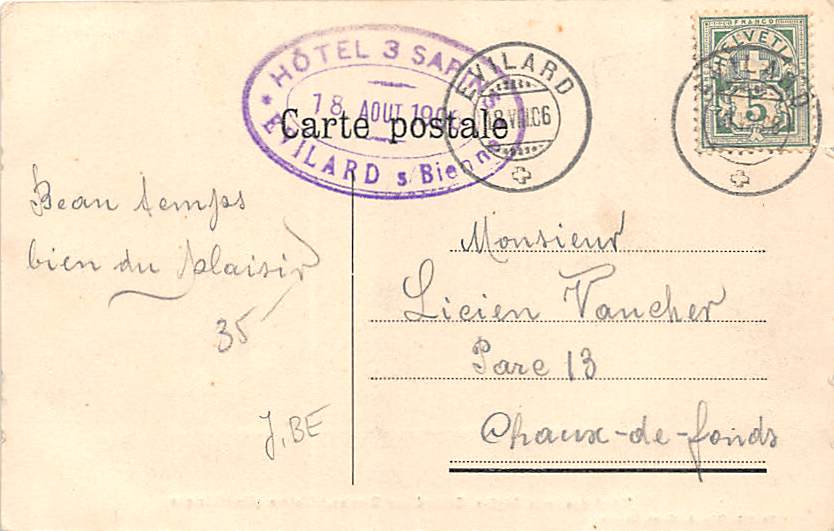 HÔTEL 3 SAPINS
18 AOUT 1906
EVILARD s/Bienne
Carte postale
EVILARD
18.VIII.06
FRANCO
HELVETIA
5
Beau temps
bien du plaisir
35
J. BE
Monsieur
Licien Vaucher
Parc 13
Chaux-de-fonds